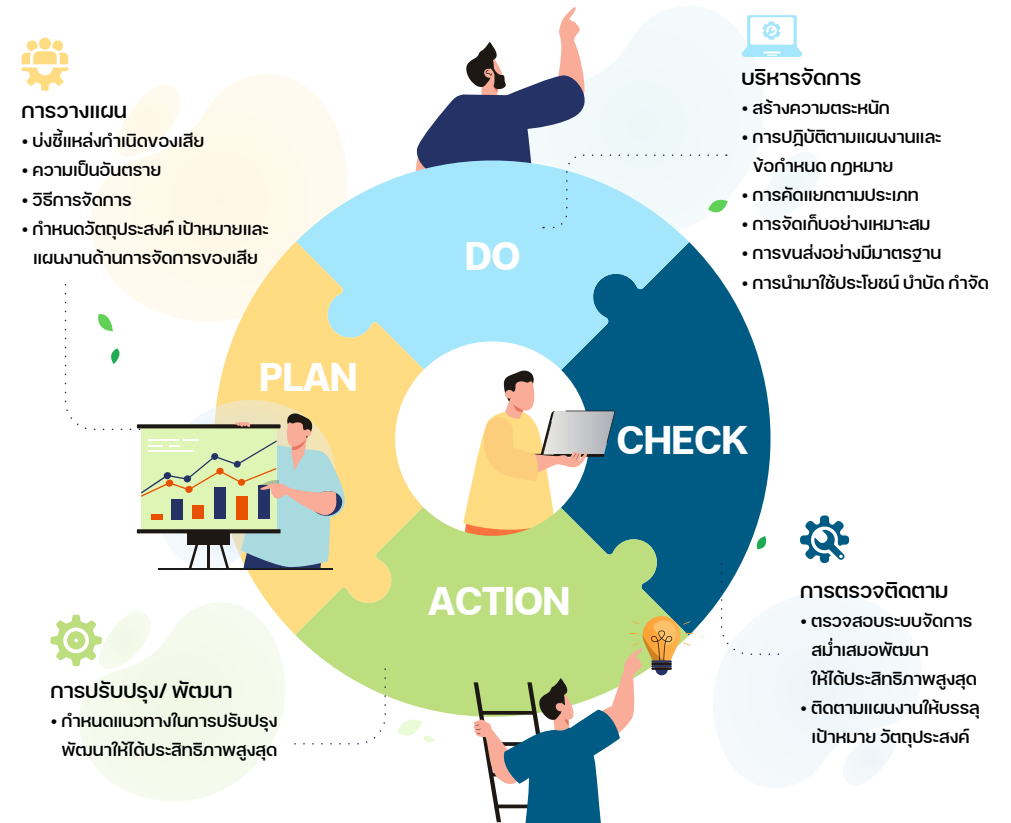 การวางแผน
• บ่งชี้แหล่งกำเนิดของเสีย
• ความเป็นอันตราย
• วิธีการจัดการ
• กำหนดวัตถุประสงค์ เป้าหมายและ
แผนงานด้านการจัดการของเสีย
บริหารจัดการ
• สร้างความตระหนัก
• การปฎิบัติตามแผนงานและ
ข้อกำหนด กฎหมาย
• การคัดแยกตามประเภท
• การจัดเก็บอย่างเหมาะสม
• การขนส่งอย่างมีมาตรฐาน
• การนำมาใช้ประโยชน์ บำบัด กำจัด
DO
PLAN
CHECK
ACTION
การตรวจติดตาม
• ตรวจสอบระบบจัดการ
สม่ำเสมอพัฒนา
ให้ได้ประสิทธิภาพสูงสุด
• ติดตามแผนงานให้บรรลุ
เป้าหมาย วัตถุประสงค์
การปรับปรุง/ พัฒนา
• กำหนดแนวทางในการปรับปรุง
พัฒนาให้ได้ประสิทธิภาพสูงสุด